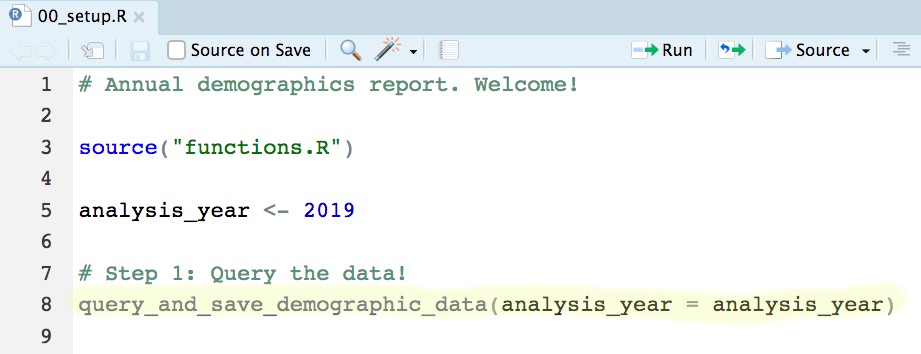 00_setup.R
Source on Save Run Source
1 # Annual demographics report. Welcome!
2
3 source("functions.R")
4
5 analysis_year <- 2019
6
7 # Step 1: Query the data!
8 query_and_save_demographic_data(analysis_year = analysis_year)
9